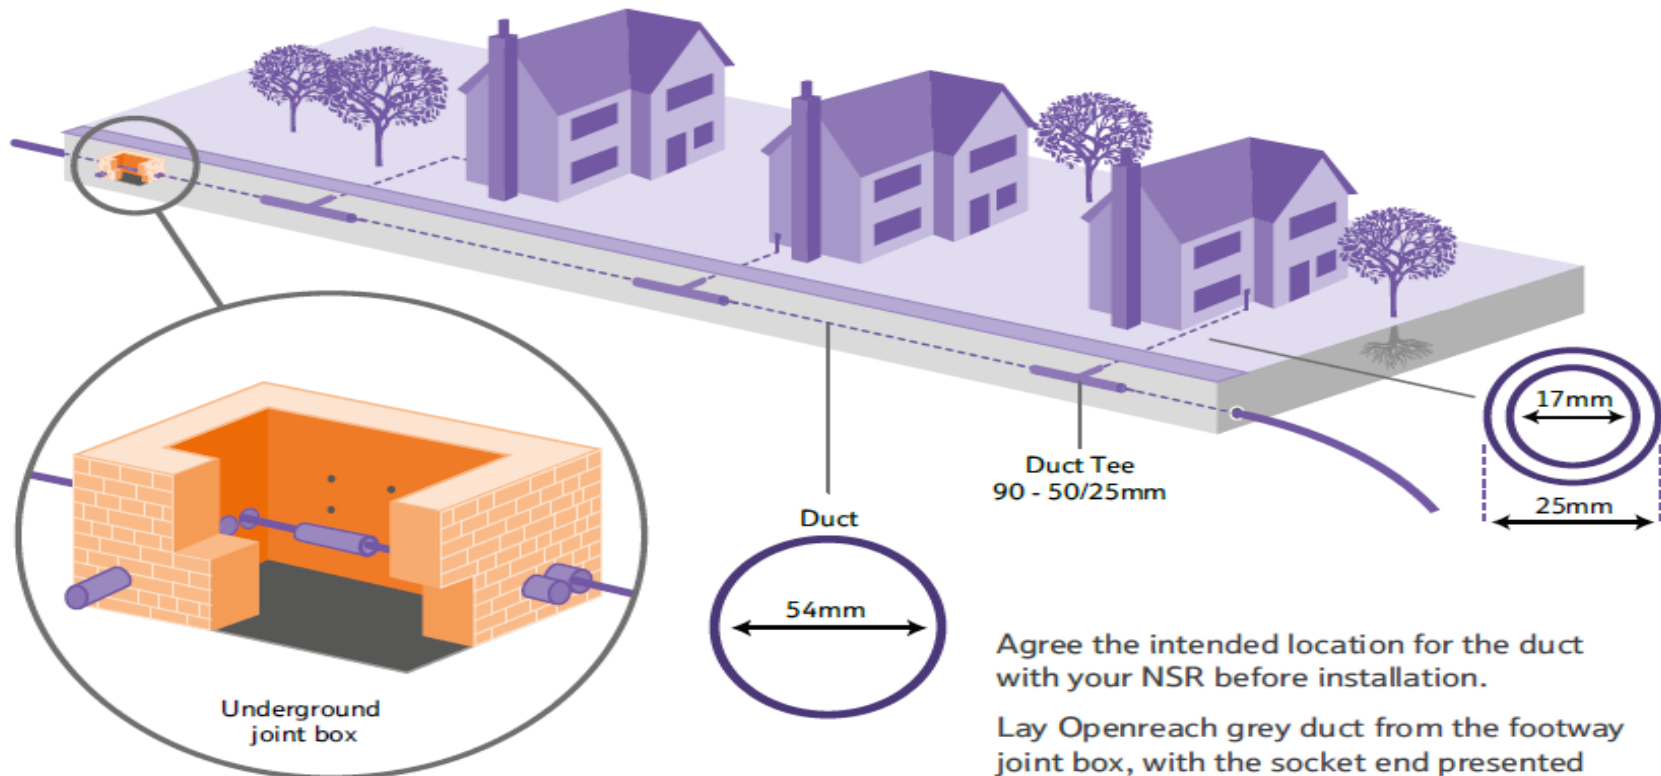 17mm
25mm
Duct Tee
90 - 50/25mm
Duct
54mm
Underground
joint box
Agree the intended location for the duct
with your NSR before installation.
Lay Openreach grey duct from the footway
joint box, with the socket end presented